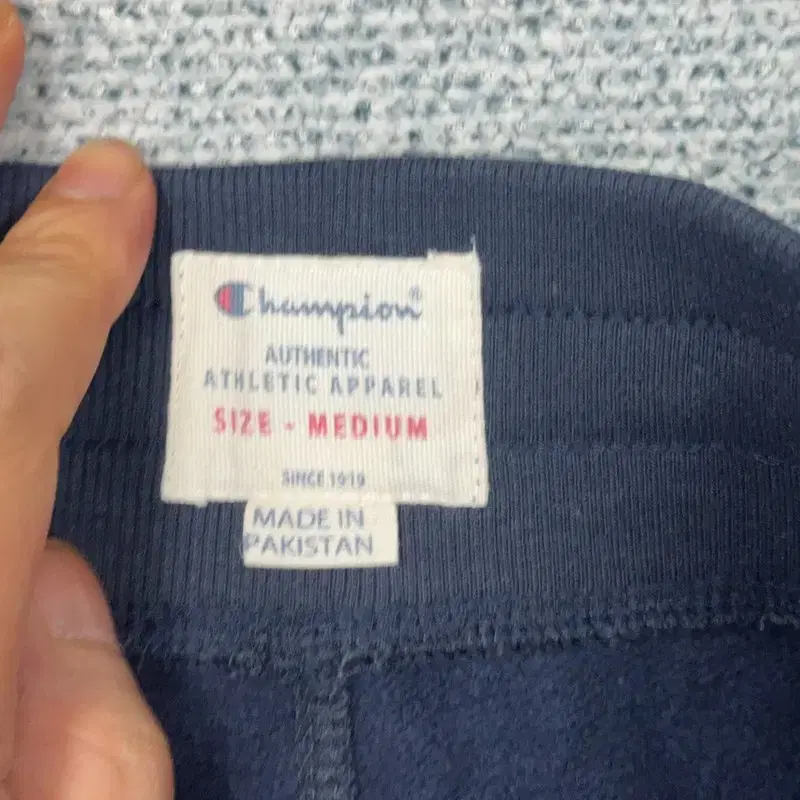 Champion®
AUTHENTIC
ATHLETIC APPAREL
SIZE - MEDIUM
SINCE 1919
MADE IN
PAKISTAN